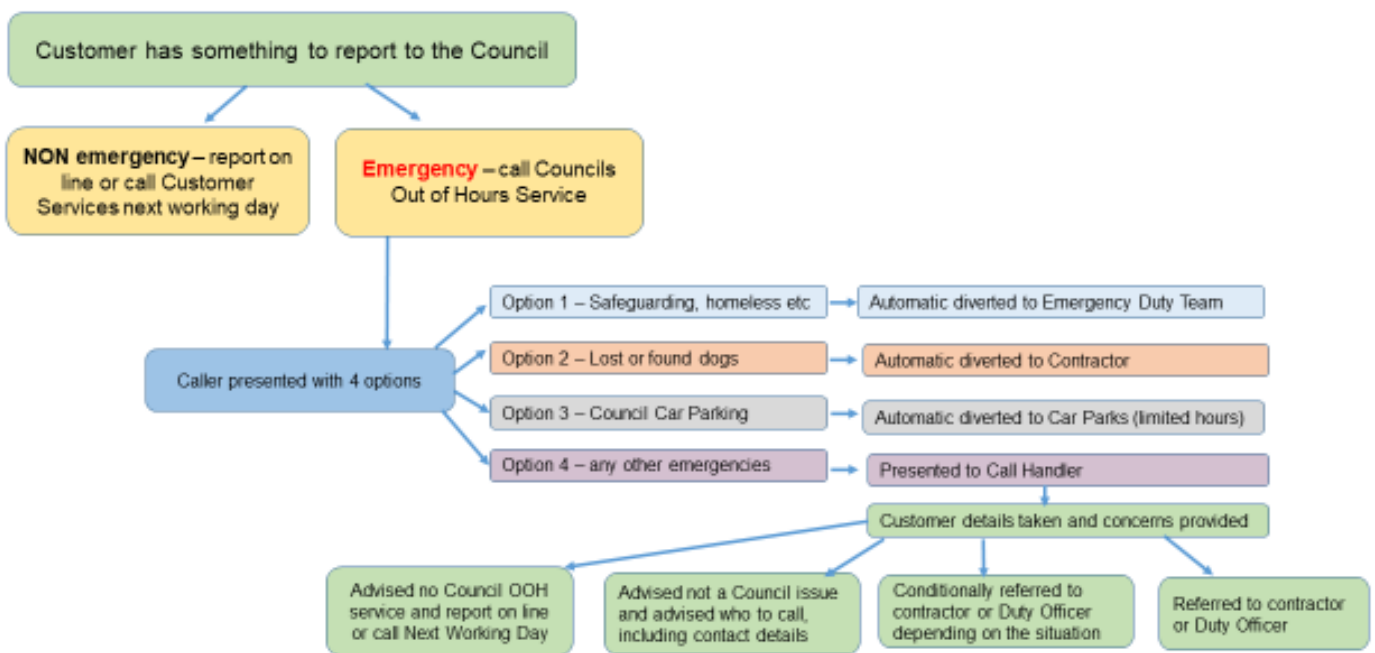 Customer has something to report to the Council
NON emergency – report on
line or call Customer
Services next working day
Emergency – call Councils
Out of Hours Service
Caller presented with 4 options
Option 1 – Safeguarding, homeless etc
Automatic diverted to Emergency Duty Team
Option 2 – Lost or found dogs
Automatic diverted to Contractor
Option 3 – Council Car Parking
Automatic diverted to Car Parks (limited hours)
Option 4 – any other emergencies
Presented to Call Handler
Customer details taken and concerns provided
Advised no Council OOH
service and report on line
or call Next Working Day
Advised not a Council issue
and advised who to call,
including contact details
Conditionally referred to
contractor or Duty Officer
depending on the situation
Referred to contractor
or Duty Officer